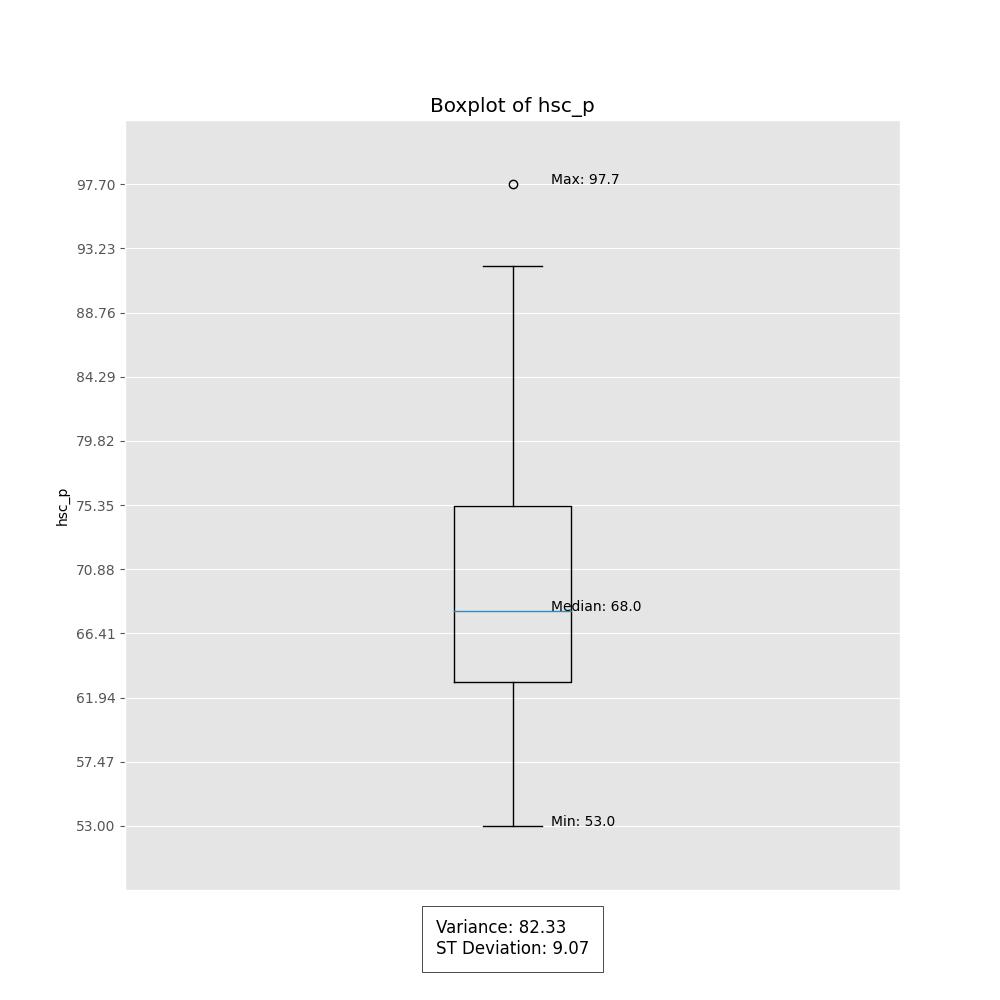 Boxplot of hsc_p
97.70
Max: 97.7
93.23
88.76
84.29
79.82
hsc_p
75.35
70.88
Median: 68.0
66.41
61.94
57.47
Min: 53.0
53.00
Variance: 82.33
ST Deviation: 9.07